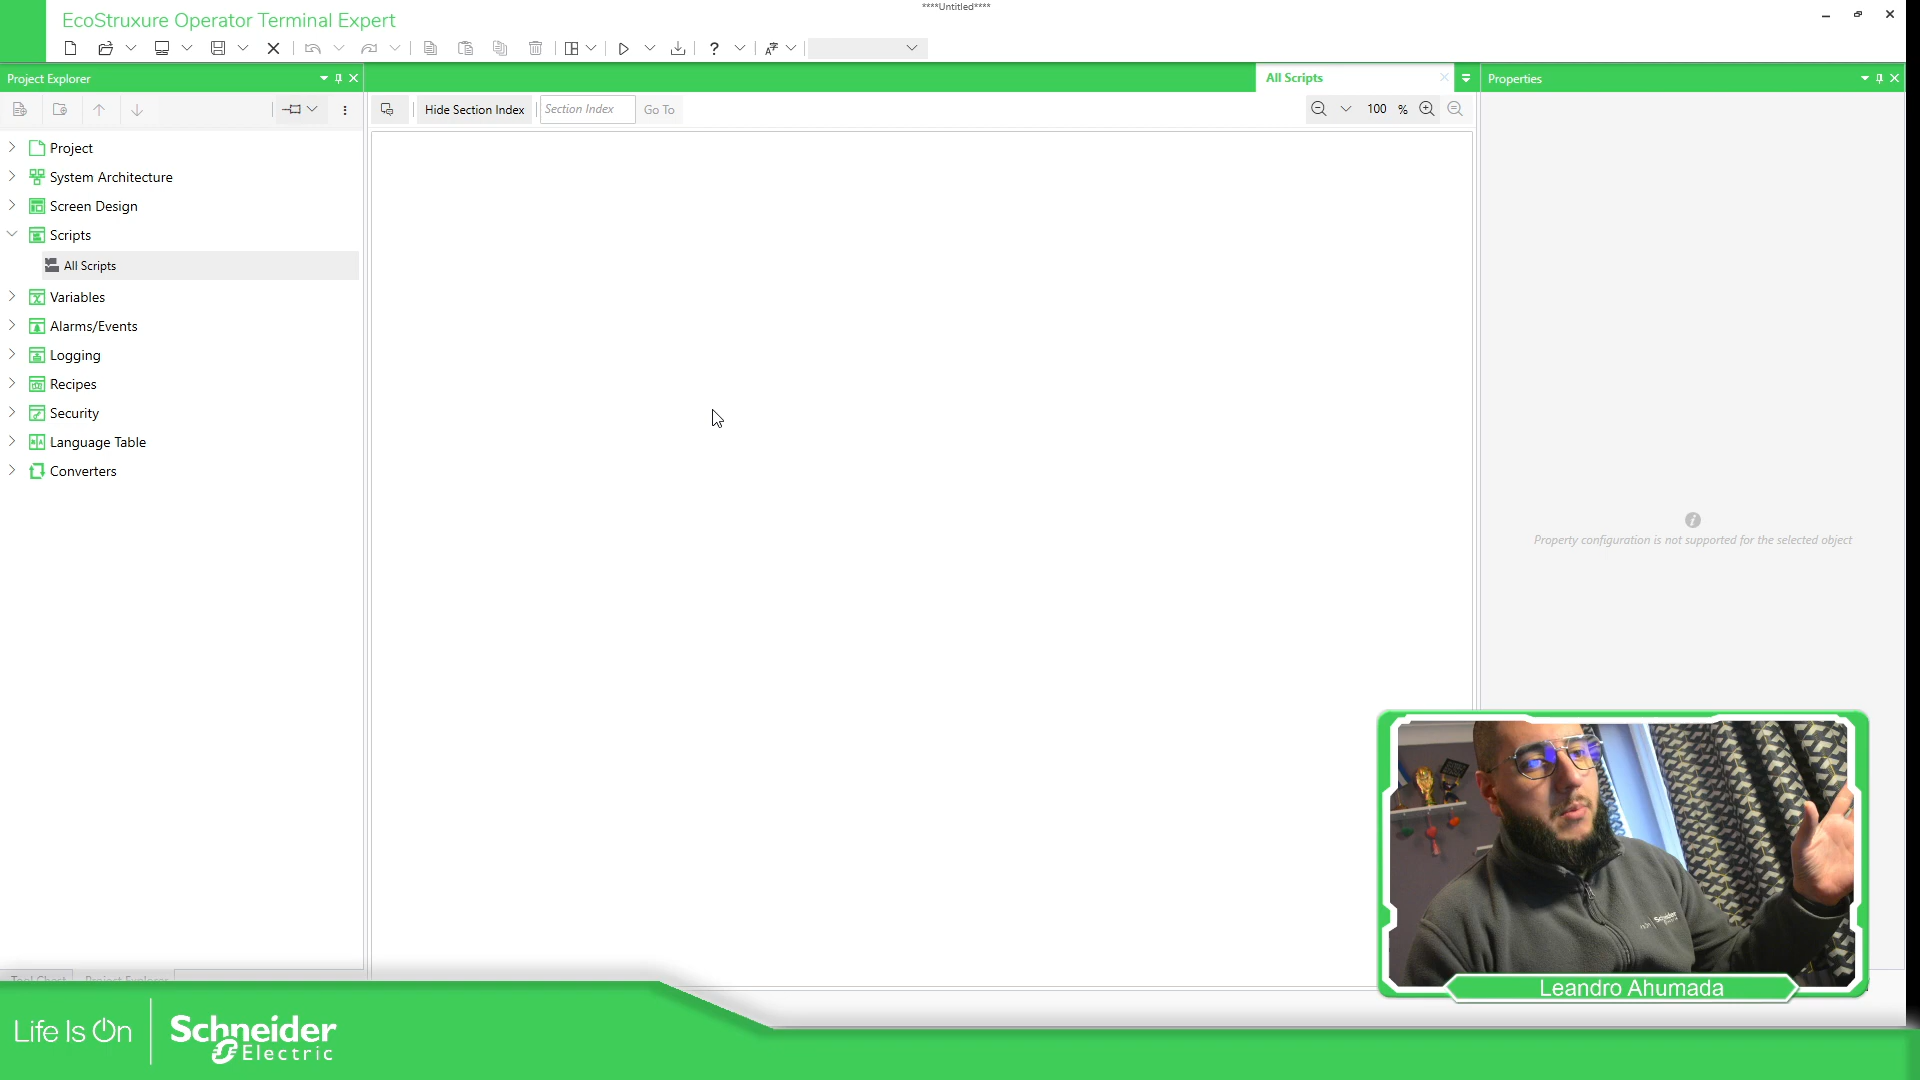 ****Untitled****
EcoStruxure Operator Terminal Expert
Project Explorer
All Scripts
Properties
Hide Section Index
Section Index
Go To
100 %
Project
System Architecture
Screen Design
Scripts
All Scripts
Variables
Alarms/Events
Logging
Recipes
Security
Language Table
Converters
Property configuration is not supported for the selected object
Schneider
Leandro Ahumada
Life Is On
Schneider
Electric